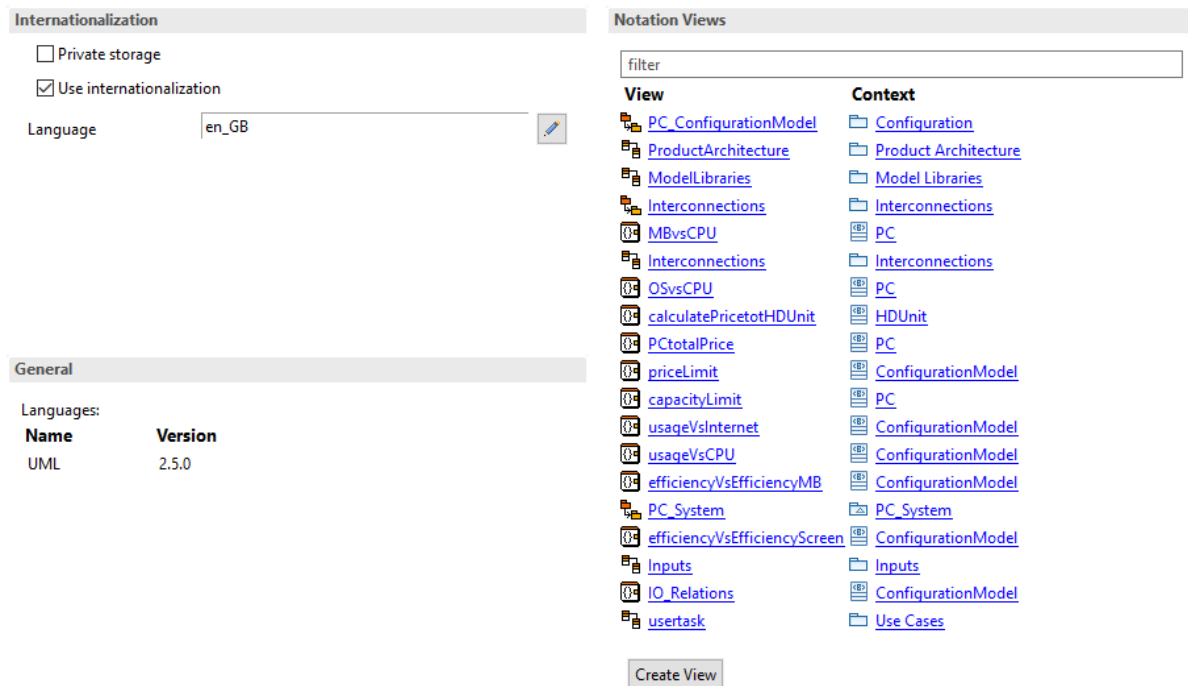 Internationalization
Private storage
Use internationalization
Language en_GB
General
Languages:
Name Version
UML 2.5.0
Notation Views
filter
View Context
PC_ConfigurationModel Configuration
ProductArchitecture Product Architecture
ModelLibraries Model Libraries
Interconnections Interconnections
MBvsCPU PC
Interconnections Interconnections
OSvsCPU PC
calculatePricetotHDUnit HDUnit
PCtotalPrice PC
priceLimit ConfigurationModel
capacityLimit PC
usageVsInternet ConfigurationModel
usageVsCPU ConfigurationModel
efficiencyVsEfficiencyMB ConfigurationModel
PC_System PC_System
efficiencyVsEfficiencyScreen ConfigurationModel
Inputs Inputs
IO_Relations ConfigurationModel
usertask Use Cases
Create View